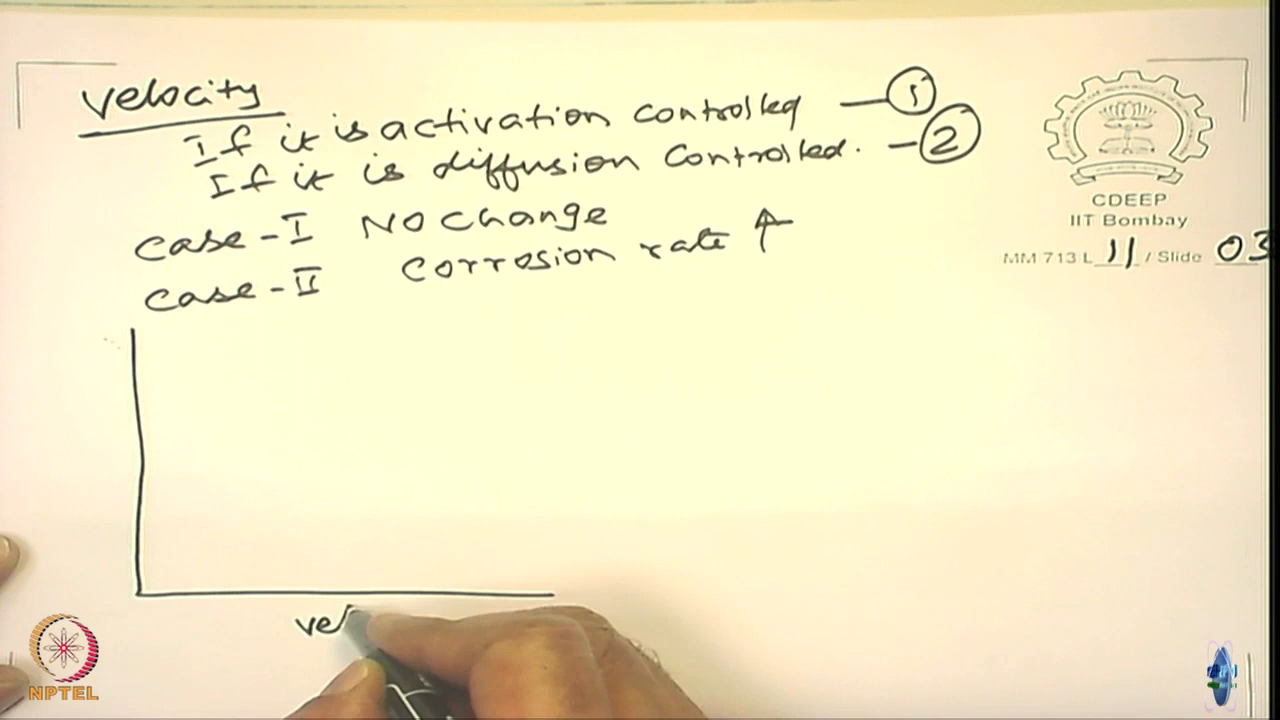 Velocity
If it is activation controlled — 1
If it is diffusion controlled. — 2
Case-I No change
Case-II Corrosion rate ↑
vel
CDEEP
IIT Bombay
MM 713 L 11 / Slide 03
NPTEL